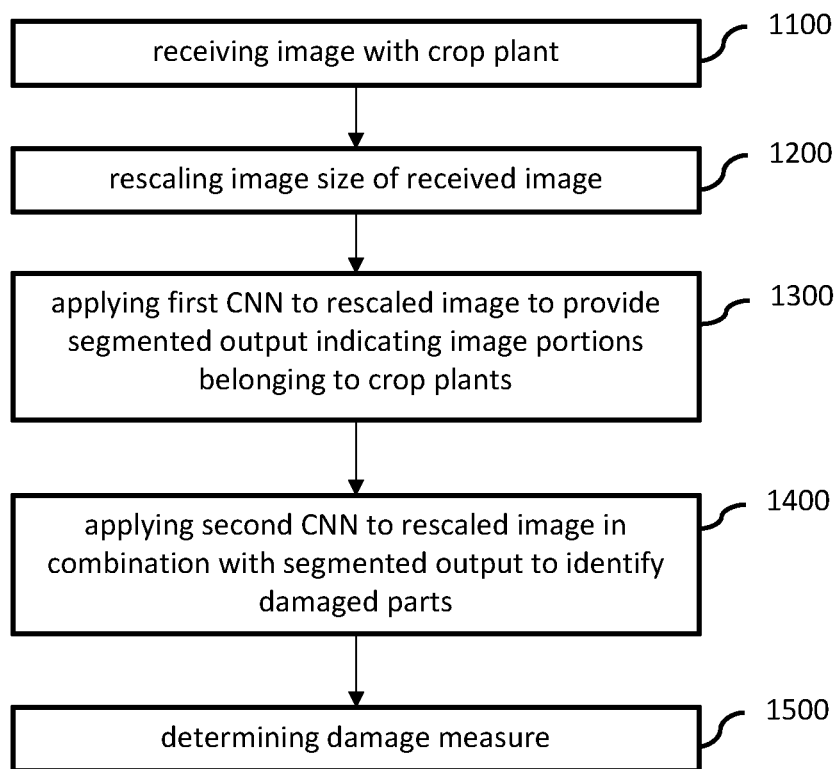 1100
receiving image with crop plant
1200
rescaling image size of received image
1300
applying first CNN to rescaled image to provide
segmented output indicating image portions
belonging to crop plants
1400
applying second CNN to rescaled image in
combination with segmented output to identify
damaged parts
1500
determining damage measure